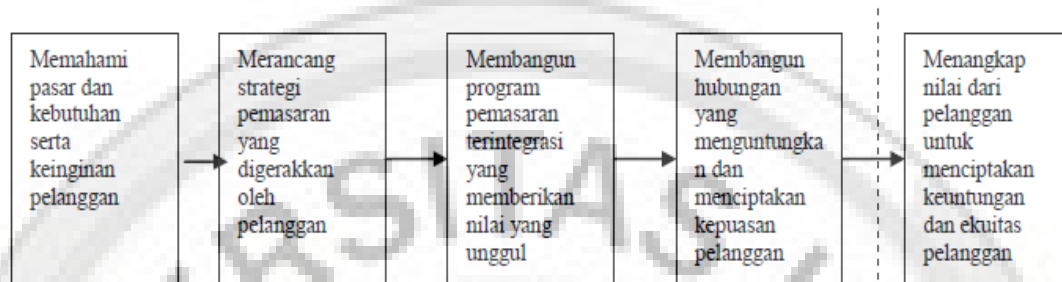 Memahami
pasar dan
kebutuhan
serta
keinginan
pelanggan
Merancang
strategi
pemasaran
yang
digerakkan
oleh
pelanggan
Membangun
program
pemasaran
terintegrasi
yang
memberikan
nilai yang
unggul
Membangun
hubungan
yang
menguntungka
n dan
menciptakan
kepuasan
pelanggan
Menangkap
nilai dari
pelanggan
untuk
menciptakan
keuntungan
dan ekuitas
pelanggan
RSITAS